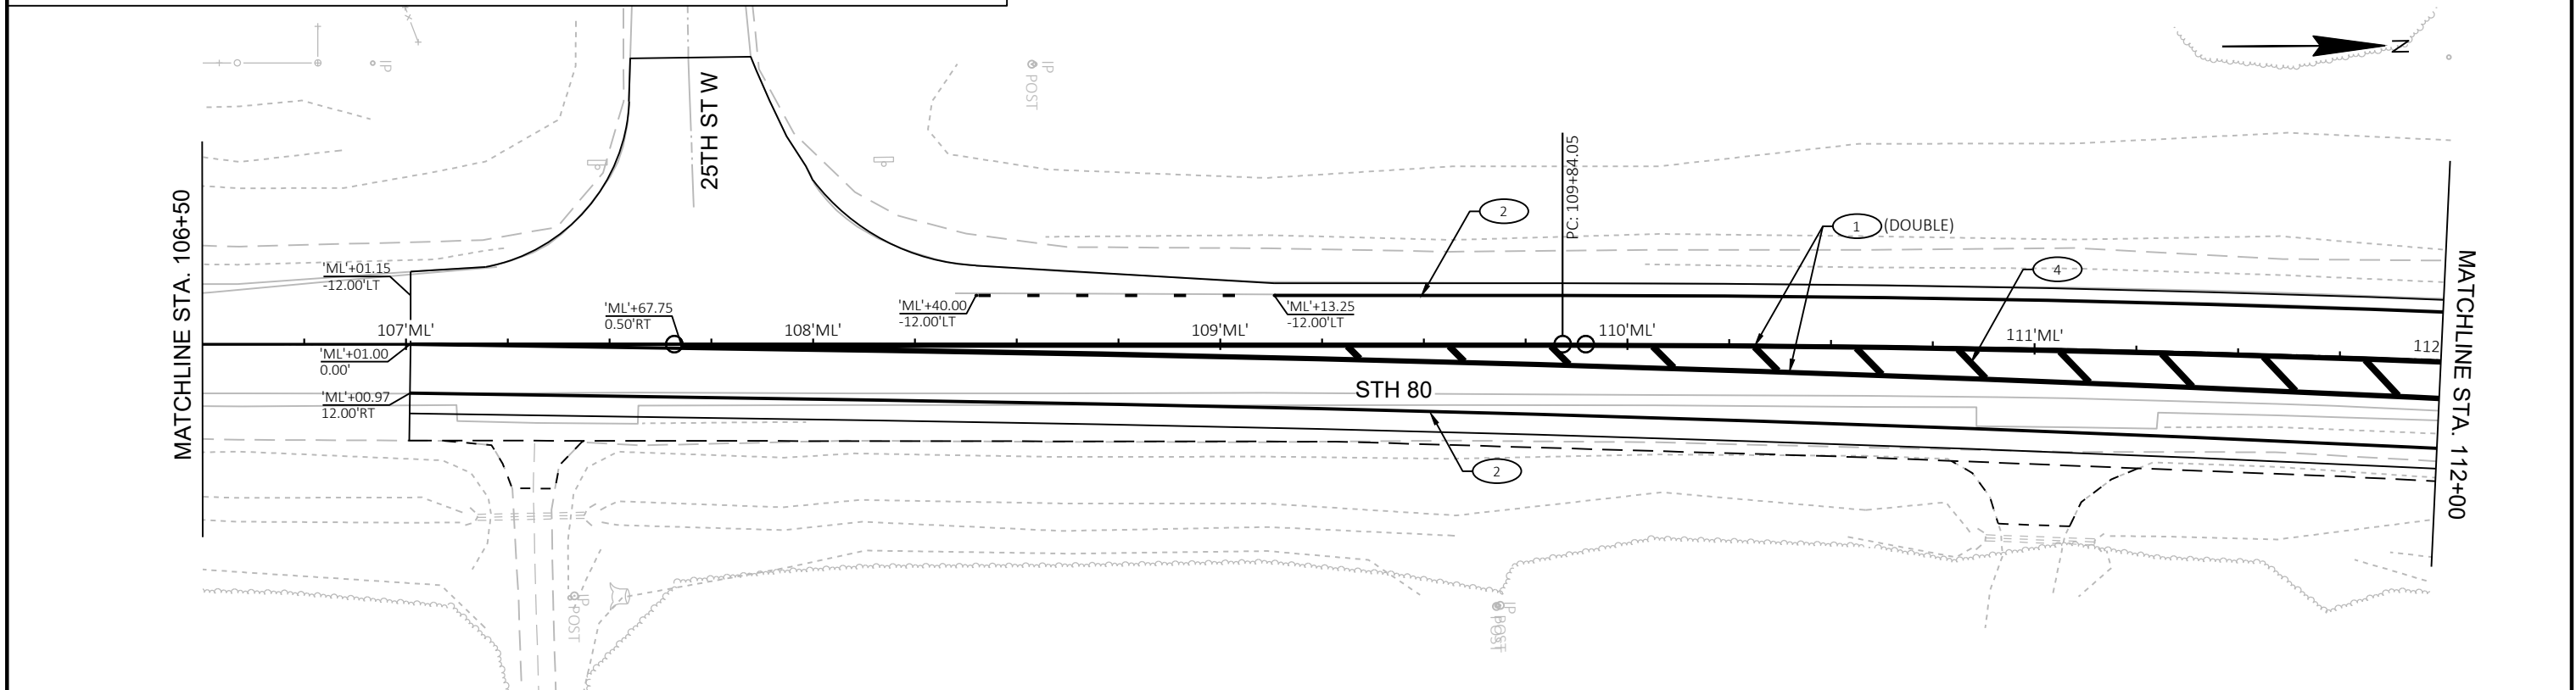 IP
IP
POST
N
25TH ST W
PC: 109+84.05
2
1 (DOUBLE)
4
MATCHLINE STA. 106+50
'ML'+01.15
-12.00'LT
'ML'+67.75
0.50'RT
'ML'+40.00
-12.00'LT
'ML'+13.25
-12.00'LT
107'ML'
108'ML'
109'ML'
110'ML'
111'ML'
112
'ML'+01.00
0.00'
'ML'+00.97
12.00'RT
STH 80
2
MATCHLINE STA. 112+00
IP
POST
IP
POST